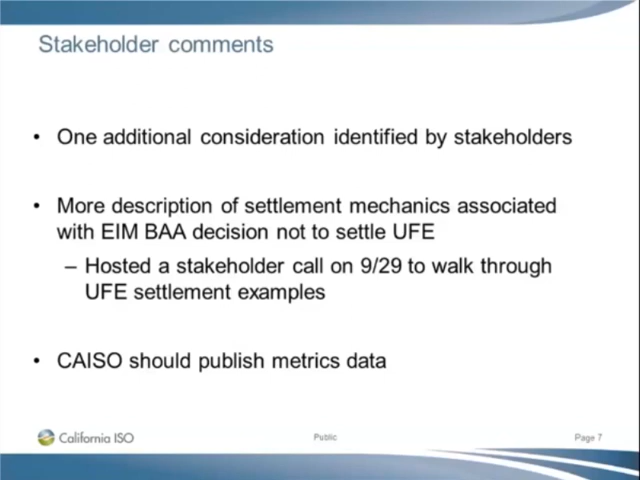 Stakeholder comments
• One additional consideration identified by stakeholders
• More description of settlement mechanics associated
with EIM BAA decision not to settle UFE
– Hosted a stakeholder call on 9/29 to walk through
UFE settlement examples
• CAISO should publish metrics data
California ISO
Public
Page 7